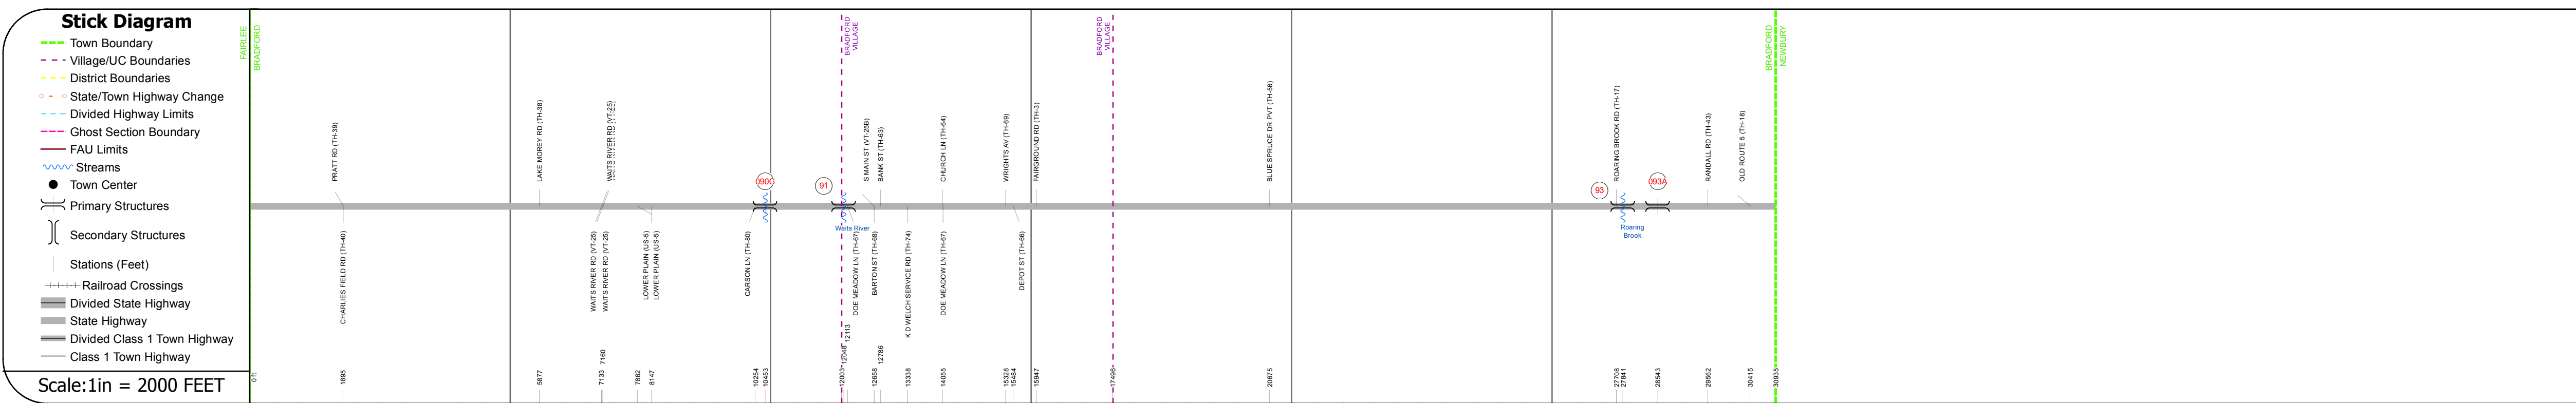 Stick Diagram
Town Boundary
Village/UC Boundaries
District Boundaries
State/Town Highway Change
Divided Highway Limits
Ghost Section Boundary
FAU Limits
Streams
Town Center
Primary Structures
Secondary Structures
Stations (Feet)
Railroad Crossings
Divided State Highway
State Highway
Divided Class 1 Town Highway
Class 1 Town Highway
Scale:1in = 2000 FEET
FAIRLEE
BRADFORD
BRADFORD
VILLAGE
BRADFORD
VILLAGE
BRADFORD
NEWBURY
PRATT RD (TH-39)
LAKE MOREY RD (TH-38)
WAITS RIVER RD (VT-25)
S MAIN ST (VT-25B)
BANK ST (TH-63)
CHURCH LN (TH-64)
WRIGHTS AV (TH-69)
FAIRGROUND RD (TH-3)
BLUE SPRUCE DR PVT (TH-56)
ROARING BROOK RD (TH-17)
RANDALL RD (TH-43)
OLD ROUTE 5 (TH-18)
090C
91
93
093A
Waits River
Roaring
Brook
CHARLIES FIELD RD (TH-40)
WAITS RIVER RD (VT-25)
WAITS RIVER RD (VT-25)
LOWER PLAIN (US-5)
LOWER PLAIN (US-5)
CARSON LN (TH-80)
DOE MEADOW LN (TH-67)
BARTON ST (TH-68)
K D WELCH SERVICE RD (TH-74)
DOE MEADOW LN (TH-67)
DEPOT ST (TH-66)
0 ft
1895
5877
7133
7160
7862
8147
10254
10453
12003
12048
12113
12658
12786
13338
14055
15328
15484
15947
17496
20675
27708
27841
28543
29562
30415
30935